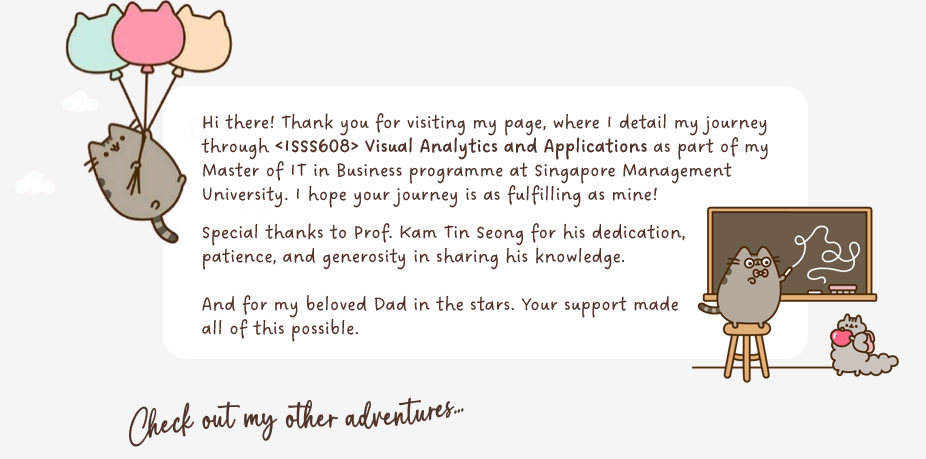 Hi there! Thank you for visiting my page, where I detail my journey
through <ISSS608> Visual Analytics and Applications as part of my
Master of IT in Business programme at Singapore Management
University. I hope your journey is as fulfilling as mine!
Special thanks to Prof. Kam Tin Seong for his dedication,
patience, and generosity in sharing his knowledge.
And for my beloved Dad in the stars. Your support made
all of this possible.
Check out my other adventures...